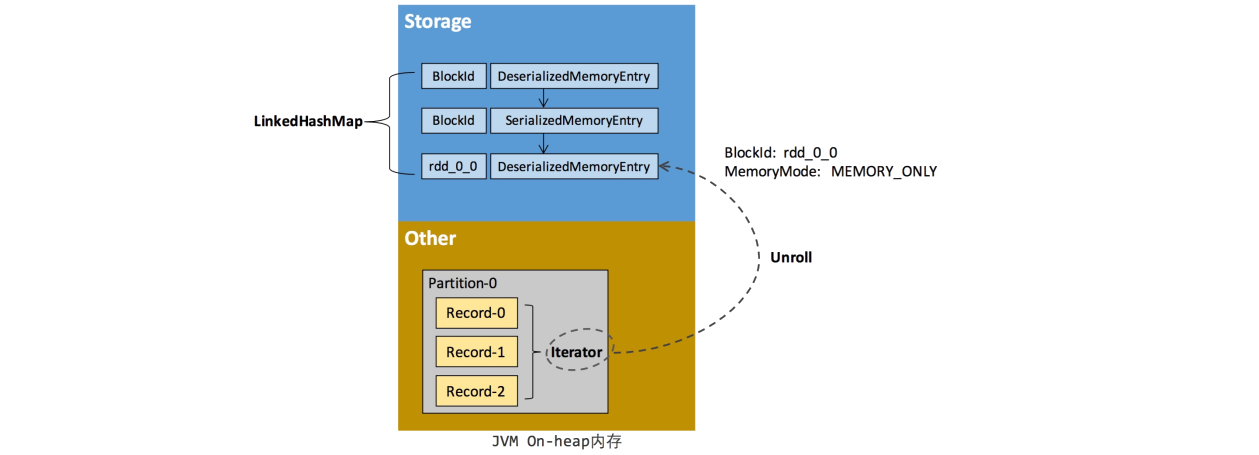 Storage
BlockId DeserializedMemoryEntry
LinkedHashMap
BlockId SerializedMemoryEntry
rdd_0_0 DeserializedMemoryEntry
BlockId: rdd_0_0
MemoryMode: MEMORY_ONLY
Other
Unroll
Partition-0
Record-0
Record-1
Iterator
Record-2
JVM On-heap内存